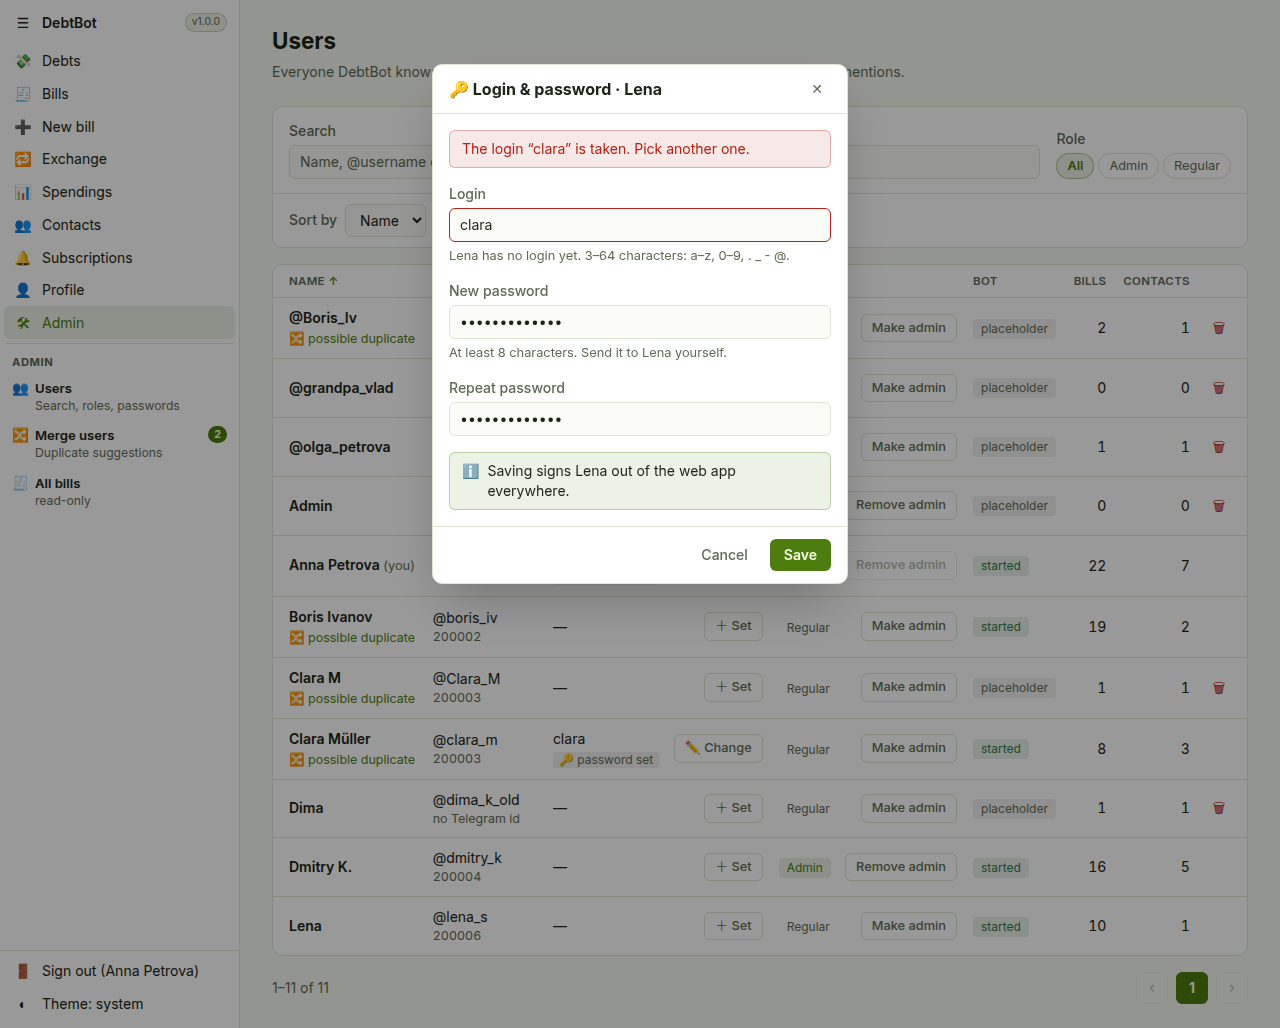 ☰ DebtBot v1.0.0
💸 Debts
🧾 Bills
➕ New bill
🔁 Exchange
📊 Spendings
👥 Contacts
🔔 Subscriptions
👤 Profile
🛠 Admin
ADMIN
👥 Users
Search, roles, passwords
🔀 Merge users 2
Duplicate suggestions
🧾 All bills
read-only
🚪 Sign out (Anna Petrova)
Theme: system
Users
Everyone DebtBot know
Search
Name, @username
Role
All Admin Regular
Sort by Name
🔑 Login & password · Lena ×
The login “clara” is taken. Pick another one.
Login
clara
Lena has no login yet. 3–64 characters: a–z, 0–9, . _ - @.
New password
•••••••••••••
At least 8 characters. Send it to Lena yourself.
Repeat password
•••••••••••••
ℹ️ Saving signs Lena out of the web app
everywhere.
Cancel Save
NAME ↑ BOT BILLS CONTACTS
@Boris_Iv Make admin placeholder 2 1
🔀 possible duplicate
@grandpa_vlad Make admin placeholder 0 0
@olga_petrova Make admin placeholder 1 1
Admin Remove admin placeholder 0 0
Anna Petrova (you) Remove admin started 22 7
Boris Ivanov @boris_iv — + Set Regular Make admin started 19 2
🔀 possible duplicate 200002
Clara M @Clara_M — + Set Regular Make admin placeholder 1 1
🔀 possible duplicate 200003
Clara Müller @clara_m clara ✏️ Change Regular Make admin started 8 3
🔀 possible duplicate 200003 🔑 password set
Dima @dima_k_old — + Set Regular Make admin placeholder 1 1
no Telegram id
Dmitry K. @dmitry_k — + Set Admin Remove admin started 16 5
200004
Lena @lena_s — + Set Regular Make admin started 10 1
200006
1–11 of 11 ‹ 1 ›